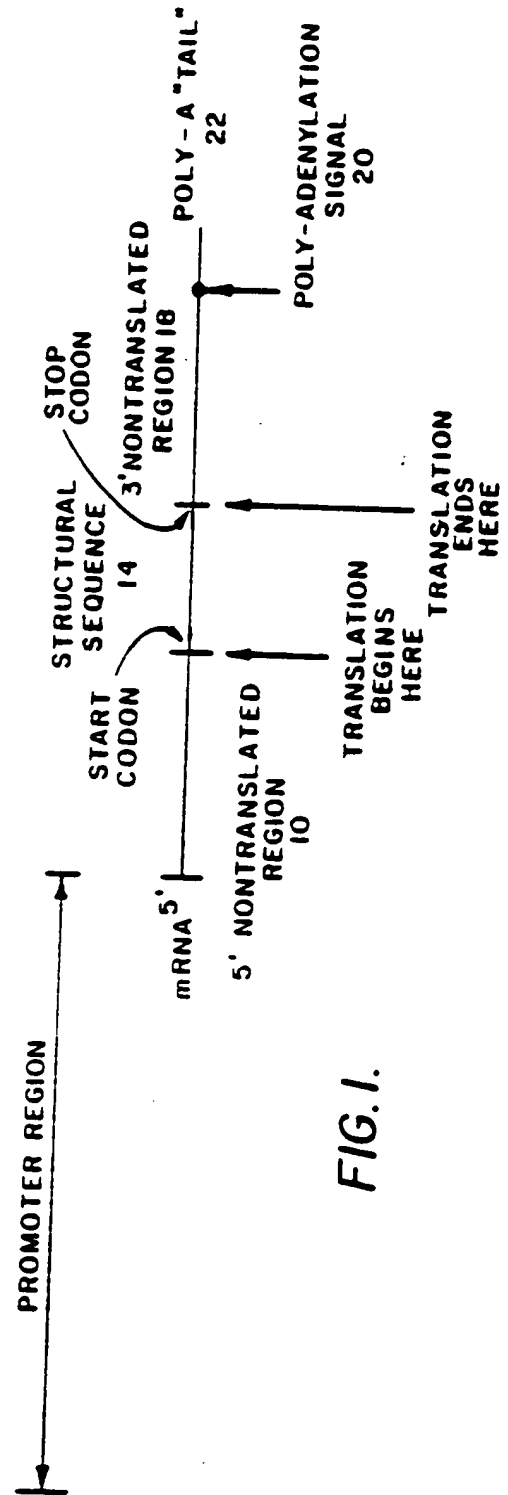 PROMOTER REGION
mRNA 5'
5' NONTRANSLATED
REGION
10
START
CODON
STRUCTURAL
SEQUENCE
14
STOP
CODON
3' NONTRANSLATED
REGION 18
POLY-A "TAIL"
22
TRANSLATION
BEGINS
HERE
TRANSLATION
ENDS
HERE
POLY-ADENYLATION
SIGNAL
20
FIG. 1.